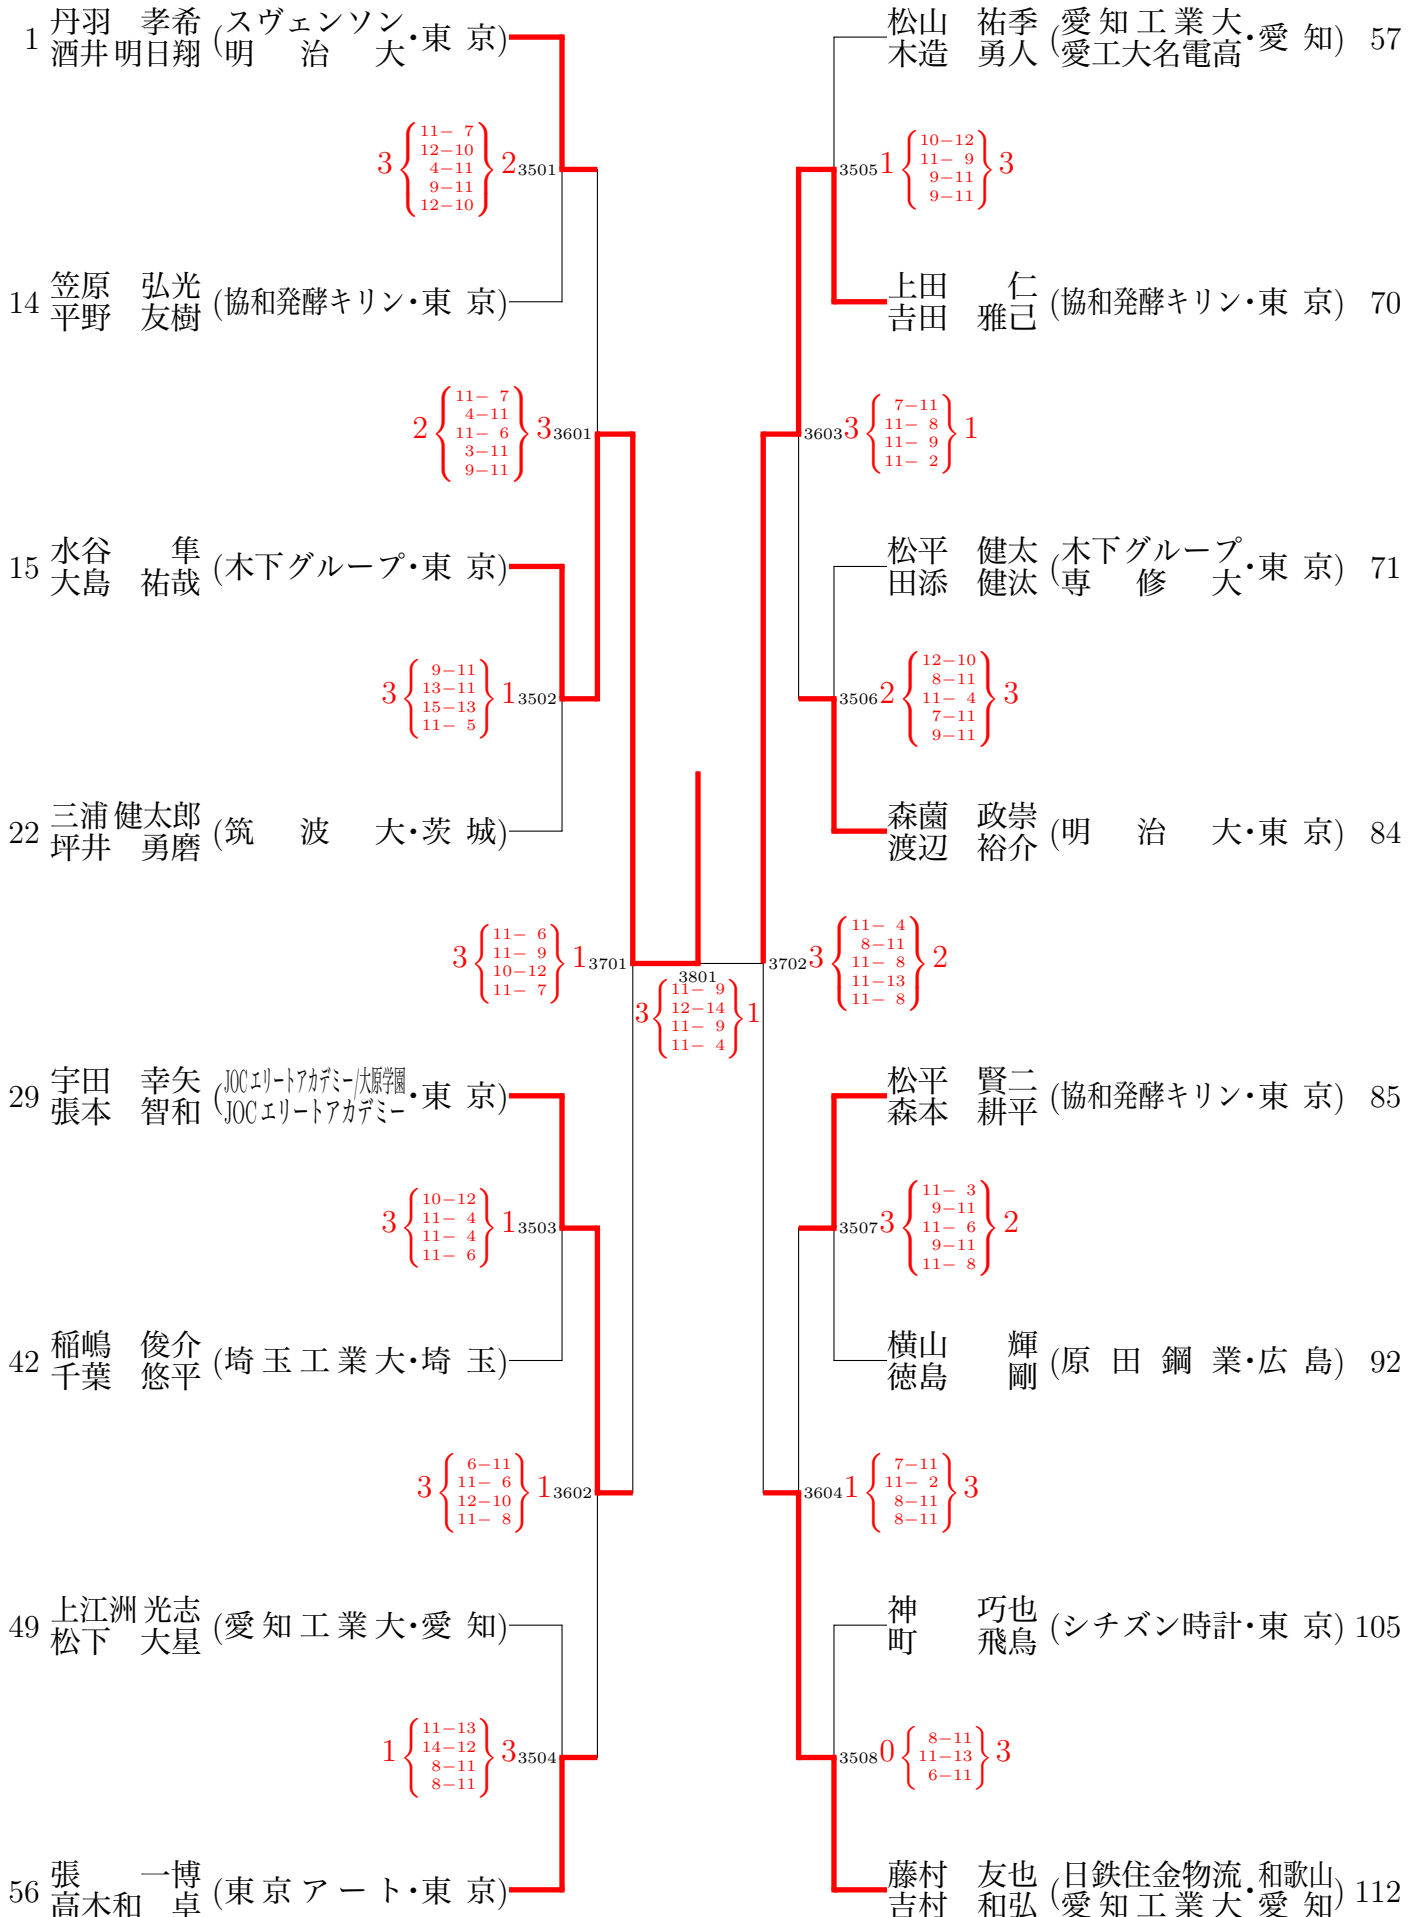 1 丹羽 孝希 (スヴェンソン・東 京)
酒井 明日翔 明 治 大
3 11- 7 2 3501
12-10
4-11
9-11
12-10
14 笠原 弘光 (協和発酵キリン・東 京)
平野 友樹
2 11- 7 3 3601
4-11
11- 6
3-11
9-11
15 水谷 隼 (木下グループ・東 京)
大島 祐哉
3 9-11 1 3502
13-11
15-13
11- 5
22 三浦 健太郎 (筑 波 大・茨 城)
坪井 勇磨
3 11- 6 1 3701
11- 9
10-12
11- 7
29 宇田 幸矢 (JOCエリートアカデミー/大原学園・東 京)
張本 智和 JOCエリートアカデミー
3 10-12 1 3503
11- 4
11- 4
11- 6
42 稲嶋 俊介 (埼 玉 工 業 大・埼 玉)
千葉 悠平
3 6-11 1 3602
11- 6
12-10
11- 8
49 上江洲 光志 (愛 知 工 業 大・愛 知)
松下 大星
1 11-13 3 3504
14-12
8-11
8-11
56 張 一博 (東 京 ア ー ト・東 京)
高木和 卓
3801
3 11- 9 1
12-14
11- 9
11- 4
松山 祐季 (愛 知 工 業 大・愛 知) 57
木造 勇人 愛工大名電高
3505 1 10-12 3
11- 9
9-11
9-11
上田 仁 (協和発酵キリン・東 京) 70
吉田 雅己
3603 3 7-11 1
11- 8
11- 9
11- 2
松平 健太 (木下グループ・東 京) 71
田添 健汰 専 修 大
3506 2 12-10 3
8-11
11- 4
7-11
9-11
森薗 政崇 (明 治 大・東 京) 84
渡辺 裕介
3702 3 11- 4 2
8-11
11- 8
11-13
11- 8
松平 賢二 (協和発酵キリン・東 京) 85
森本 耕平
3507 3 11- 3 2
9-11
11- 6
9-11
11- 8
横山 輝 (原 田 鋼 業・広 島) 92
徳島 剛
3604 1 7-11 3
11- 2
8-11
8-11
神 巧也 (シチズン時計・東 京) 105
町 飛鳥
3508 0 8-11 3
11-13
6-11
藤村 友也 (日鉄住金物流・和歌山) 112
吉村 和弘 愛 知 工 業 大 愛 知